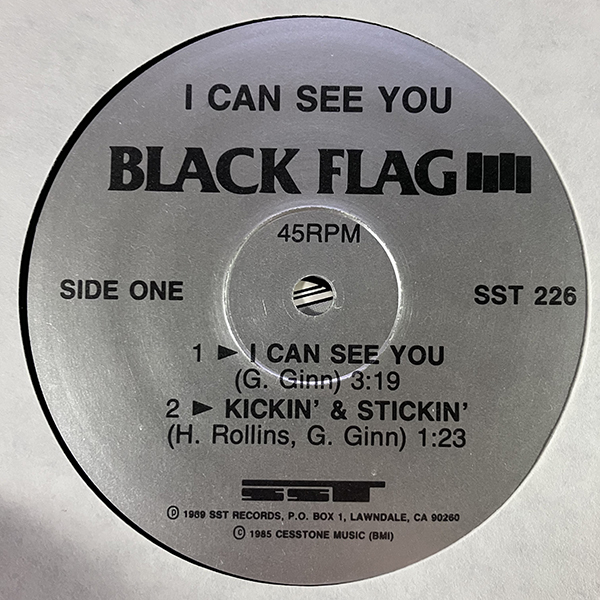 I CAN SEE YOU
BLACK FLAG
45RPM
SIDE ONE
SST 226
1 ► I CAN SEE YOU
(G. Ginn) 3:19
2 ► KICKIN' & STICKIN'
(H. Rollins, G. Ginn) 1:23
SST
Ⓟ 1989 SST RECORDS, P.O. BOX 1, LAWNDALE, CA 90260
© 1985 CESSTONE MUSIC (BMI)